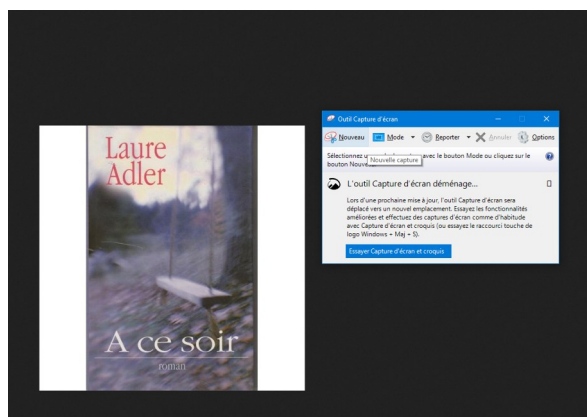 Laure
Adler
A ce soir
roman
Outil Capture d'écran
Nouveau Mode Reporter Annuler Options
Sélectionnez u avec le bouton Mode ou cliquez sur le
bouton Nouve
Nouvelle capture
L'outil Capture d'écran déménage...
Lors d'une prochaine mise à jour, l'outil Capture d'écran sera
déplacé vers un nouvel emplacement. Essayez les fonctionnalités
améliorées et effectuez des captures d'écran comme d'habitude
avec Capture d'écran et croquis (ou essayez le raccourci touche de
logo Windows + Maj + S).
Essayer Capture d'écran et croquis